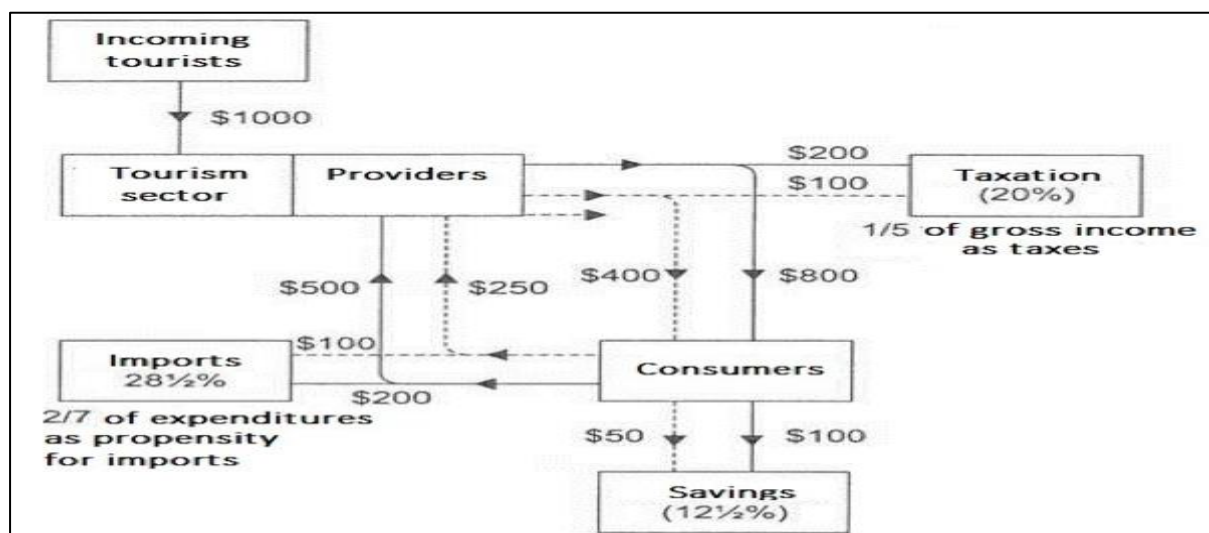 Incoming
tourists
$1000
Tourism
sector
Providers
$200
$100
Taxation
(20%)
1/5 of gross income
as taxes
$500
$250
$400
$800
Imports
28½%
$100
$200
Consumers
2/7 of expenditures
as propensity
for imports
$50
$100
Savings
(12½%)